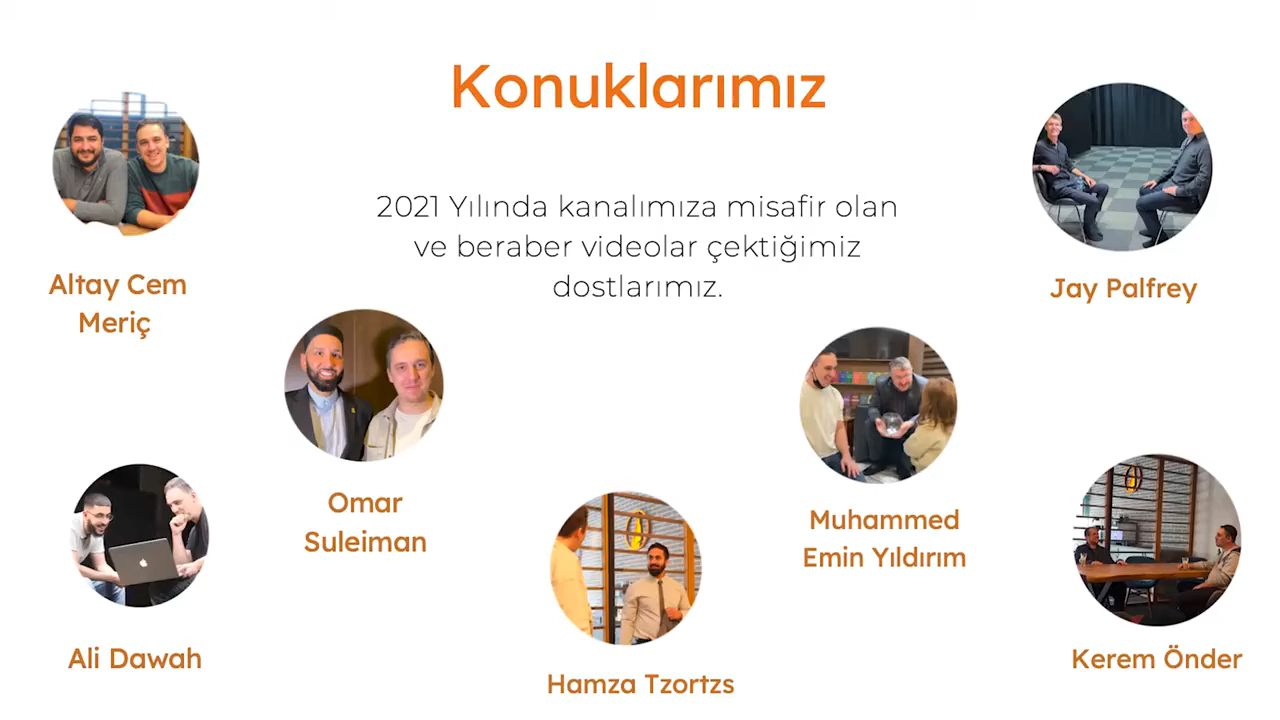 Konuklarımız
2021 Yılında kanalımıza misafir olan
ve beraber videolar çektiğimiz
dostlarımız.
Altay Cem
Meriç
Jay Palfrey
Omar
Suleiman
Muhammed
Emin Yıldırım
Ali Dawah
Hamza Tzortzs
Kerem Önder